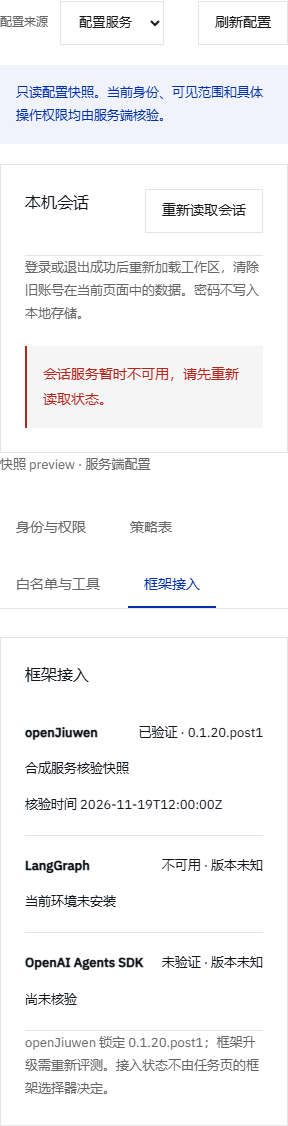 配置来源 配置服务 刷新配置
只读配置快照。当前身份、可见范围和具体
操作权限均由服务端核验。
本机会话 重新读取会话
登录或退出成功后重新加载工作区，清除
旧账号在当前页面中的数据。密码不写入
本地存储。
会话服务暂时不可用，请先重新
读取状态。
快照 preview · 服务端配置
身份与权限 策略表
白名单与工具 框架接入
框架接入
openJiuwen 已验证 · 0.1.20.post1
合成服务核验快照
核验时间 2026-11-19T12:00:00Z
LangGraph 不可用 · 版本未知
当前环境未安装
OpenAI Agents SDK 未验证 · 版本未知
尚未核验
openJiuwen 锁定 0.1.20.post1；框架升
级需重新评测。接入状态不由任务页的框
架选择器决定。